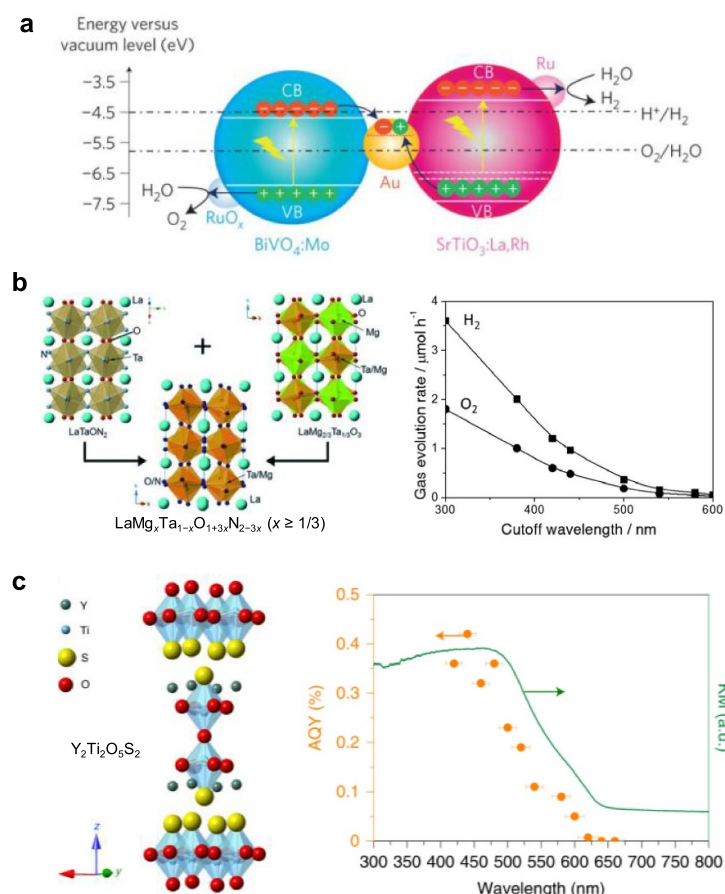 a
Energy versus
vacuum level (eV)
−3.5
−4.5
−5.5
−6.5
−7.5
CB
CB
Ru
H₂O
H₂
H⁺/H₂
O₂/H₂O
Au
H₂O
O₂
RuOₓ
VB
VB
BiVO₄:Mo
SrTiO₃:La,Rh
b
La
O
N
Ta
LaTaON₂
+
La
O
Mg
Ta/Mg
LaMg₂/₃Ta₁/₃O₃
O/N
Ta/Mg
La
LaMgₓTa₁₋ₓO₁₊₃ₓN₂₋₃ₓ (x ≥ 1/3)
Gas evolution rate / μmol h⁻¹
4
3
2
1
0
H₂
O₂
300 400 500 600
Cutoff wavelength / nm
c
Y
Ti
S
O
Y₂Ti₂O₅S₂
z
y
AQY (%)
0.5
0.4
0.3
0.2
0.1
0
300 350 400 450 500 550 600 650 700 750 800
Wavelength (nm)
KM (a.u.)